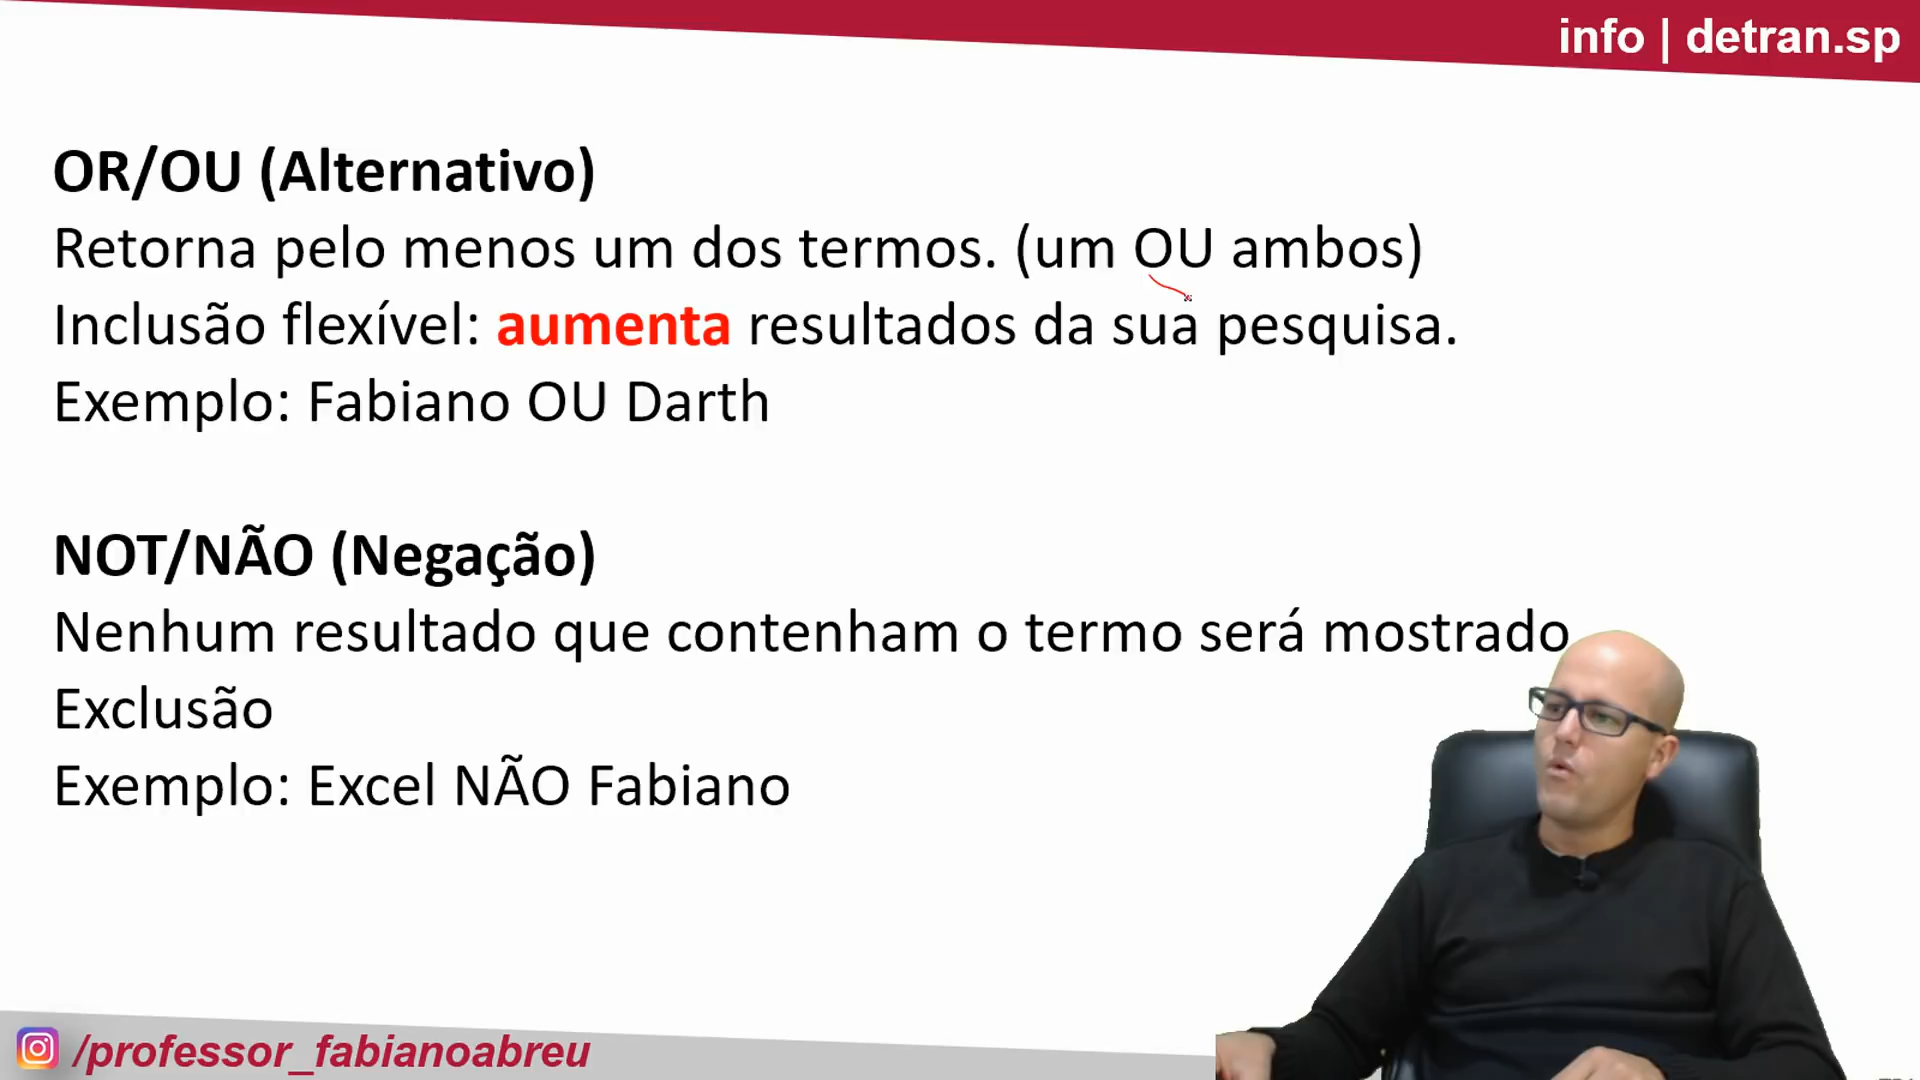 info | detran.sp
OR/OU (Alternativo)
Retorna pelo menos um dos termos. (um OU ambos)
Inclusão flexível: aumenta resultados da sua pesquisa.
Exemplo: Fabiano OU Darth
NOT/NÃO (Negação)
Nenhum resultado que contenham o termo será mostrado
Exclusão
Exemplo: Excel NÃO Fabiano
/professor_fabianoabreu